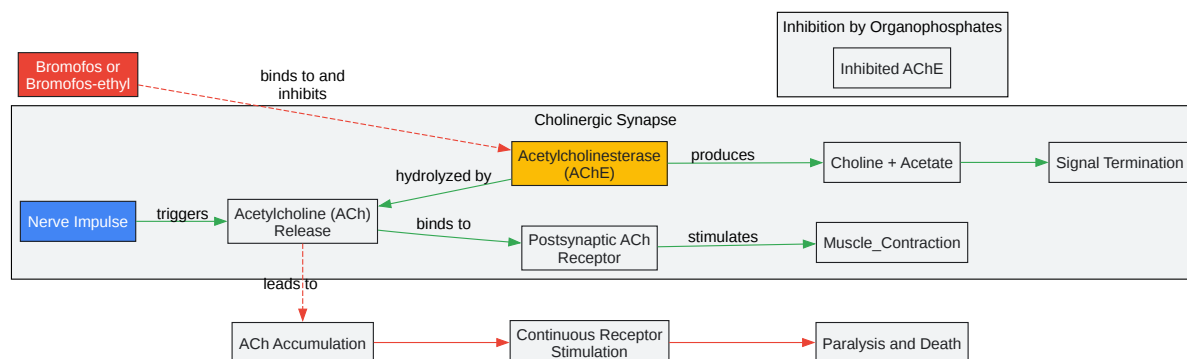 Inhibition by Organophosphates
Inhibited AChE
Bromofos or
Bromofos-ethyl
binds to and
inhibits
Cholinergic Synapse
Acetylcholinesterase
(AChE)
produces
Choline + Acetate
Signal Termination
hydrolyzed by
Nerve Impulse
triggers
Acetylcholine (ACh)
Release
binds to
Postsynaptic ACh
Receptor
stimulates
Muscle_Contraction
leads to
ACh Accumulation
Continuous Receptor
Stimulation
Paralysis and Death